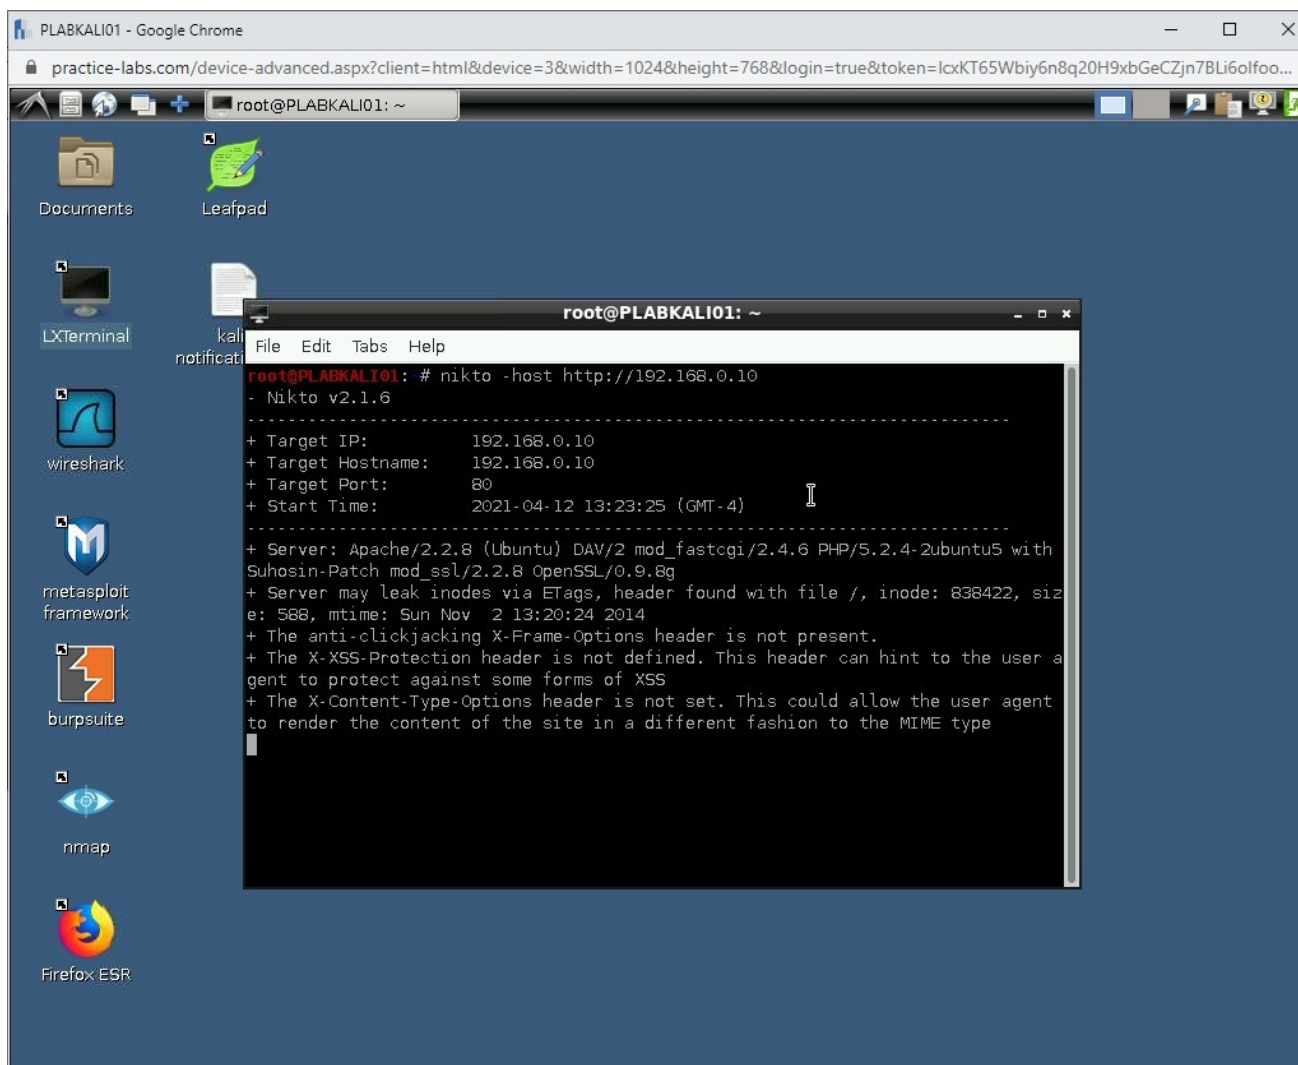 PLABKALI01 - Google Chrome
practice-labs.com/device-advanced.aspx?client=html&device=3&width=1024&height=768&login=true&token=IcxKT65Wbiy6n8q20H9xbGeCZjn7BLi6olfoo...
root@PLABKALI01: ~
Documents
Leafpad
LXTerminal
kali
notificati
wireshark
metasploit
framework
burpsuite
nmap
Firefox ESR
root@PLABKALI01: ~
File Edit Tabs Help
root@PLABKALI01:~# nikto -host http://192.168.0.10
- Nikto v2.1.6
---------------------------------------------------------------------------
+ Target IP: 192.168.0.10
+ Target Hostname: 192.168.0.10
+ Target Port: 80
+ Start Time: 2021-04-12 13:23:25 (GMT-4)
---------------------------------------------------------------------------
+ Server: Apache/2.2.8 (Ubuntu) DAV/2 mod_fastcgi/2.4.6 PHP/5.2.4-2ubuntu5 with
Suhosin-Patch mod_ssl/2.2.8 OpenSSL/0.9.8g
+ Server may leak inodes via ETags, header found with file /, inode: 838422, siz
e: 588, mtime: Sun Nov  2 13:20:24 2014
+ The anti-clickjacking X-Frame-Options header is not present.
+ The X-XSS-Protection header is not defined. This header can hint to the user a
gent to protect against some forms of XSS
+ The X-Content-Type-Options header is not set. This could allow the user agent
to render the content of the site in a different fashion to the MIME type